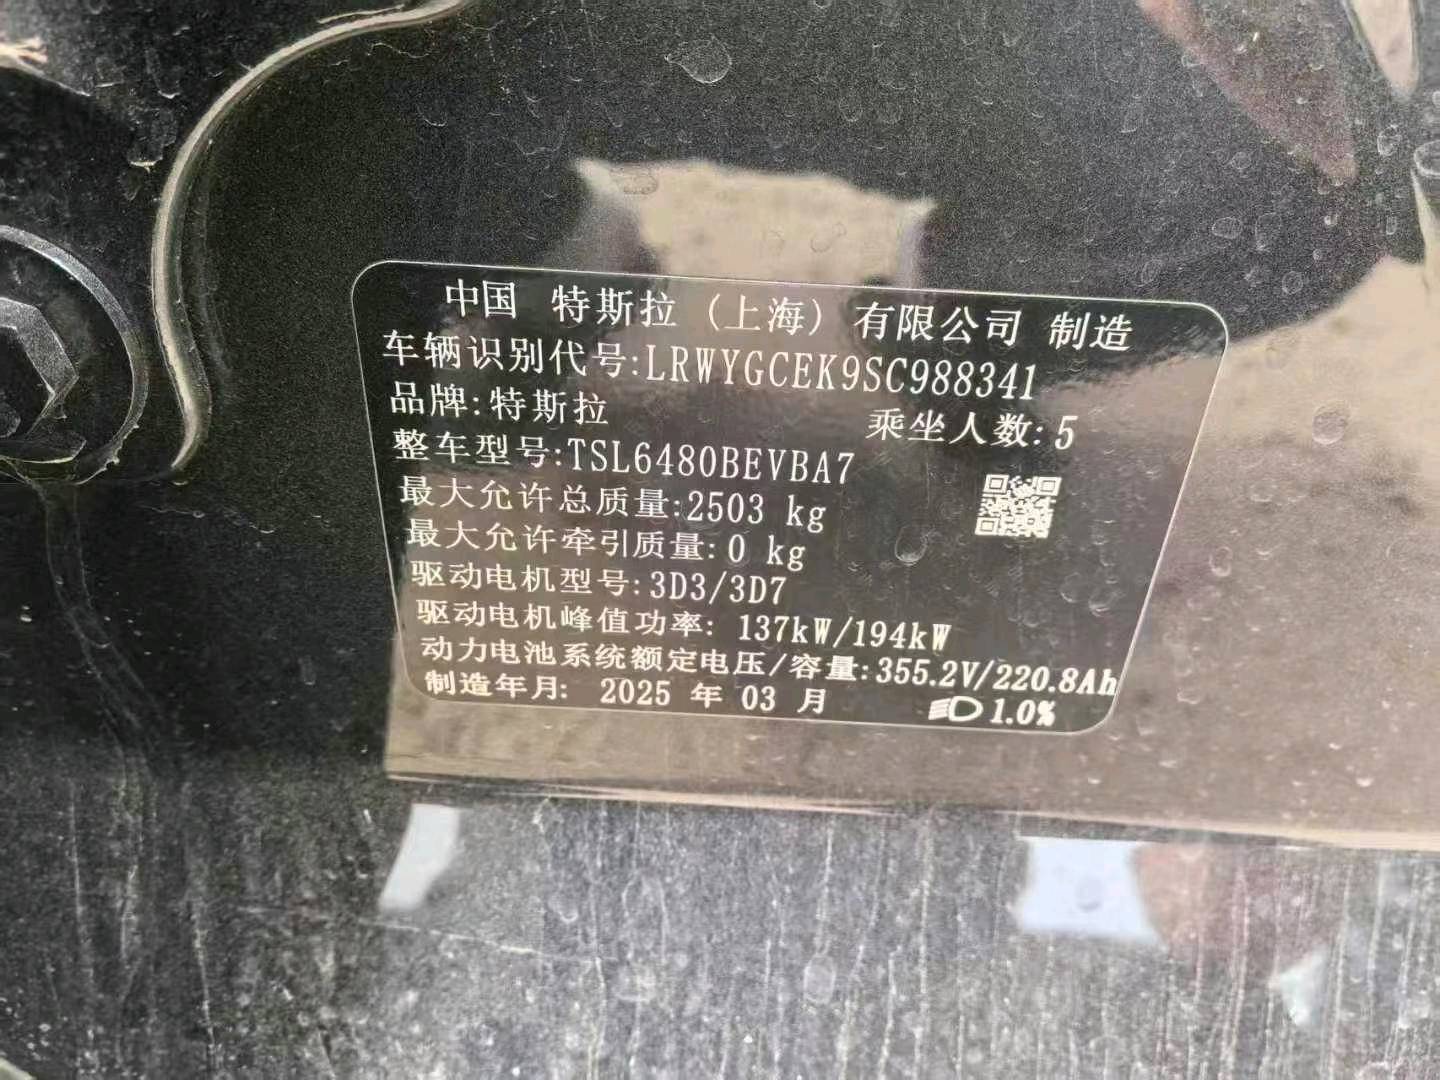 中国 特斯拉（上海）有限公司 制造
车辆识别代号:LRWYGCEK9SC988341
品牌:特斯拉 乘坐人数:5
整车型号:TSL6480BEVBA7
最大允许总质量:2503 kg
最大允许牵引质量:0 kg
驱动电机型号:3D3/3D7
驱动电机峰值功率: 137kW/194kW
动力电池系统额定电压/容量:355.2V/220.8Ah
制造年月: 2025 年 03 月 1.0%